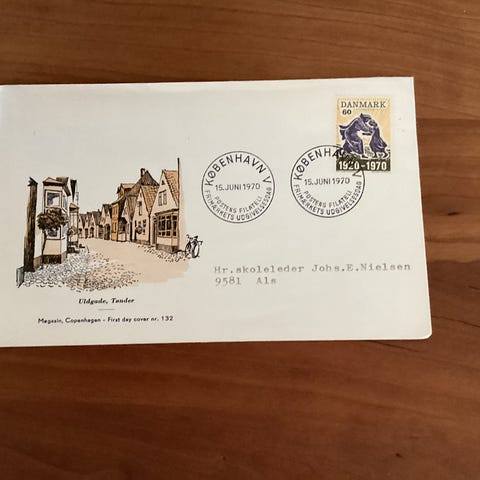 DANMARK
60
1920-1970
KØBENHAVN V
15.JUNI 1970
POSTENS FILATELI
FRIMÆRKETS UDGIVELSESDAG
KØBENHAVN V
15.JUNI 1970
POSTENS FILATELI
FRIMÆRKETS UDGIVELSESDAG
Hr.skoleleder Johs.E.Nielsen
9581 Als
Uldgade, Tønder
Magasin, Copenhagen - First day cover nr. 132